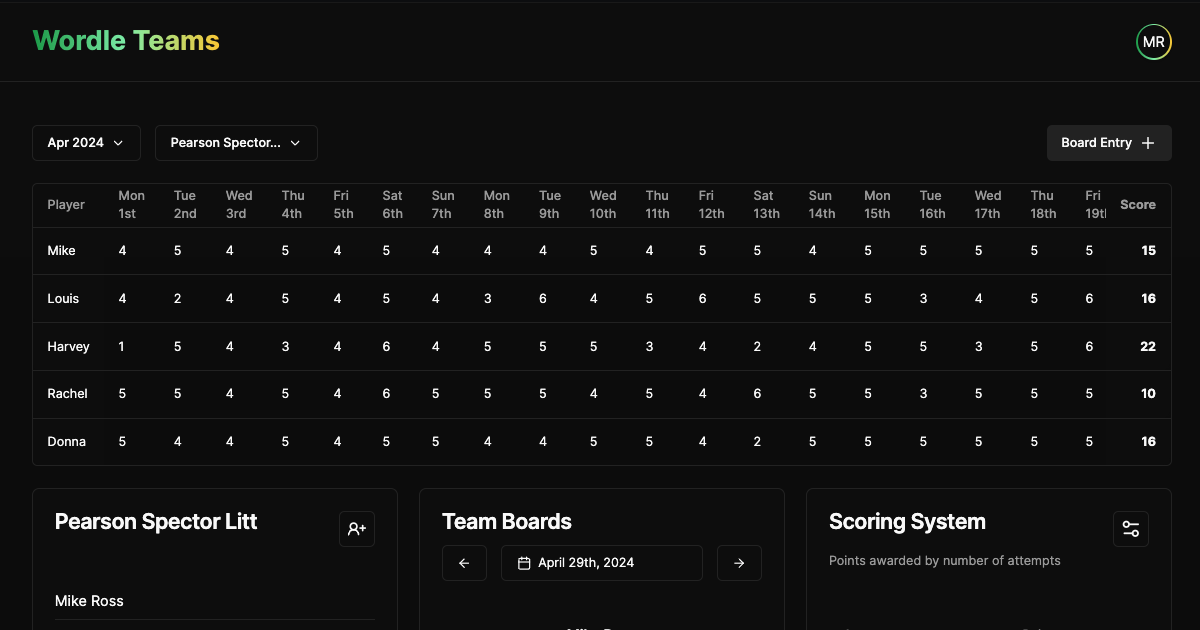 Wordle Teams
MR
Apr 2024
Pearson Spector...
Board Entry
Player Mon 1st Tue 2nd Wed 3rd Thu 4th Fri 5th Sat 6th Sun 7th Mon 8th Tue 9th Wed 10th Thu 11th Fri 12th Sat 13th Sun 14th Mon 15th Tue 16th Wed 17th Thu 18th Fri 19th Score
Mike 4 5 4 5 4 5 4 4 4 5 4 5 5 4 5 5 5 5 5 15
Louis 4 2 4 5 4 5 4 3 6 4 5 6 5 5 5 3 4 5 6 16
Harvey 1 5 4 3 4 6 4 5 5 5 3 4 2 4 5 5 3 5 6 22
Rachel 5 5 4 5 4 6 5 5 5 4 5 4 6 5 5 3 5 5 5 10
Donna 5 4 4 5 4 5 5 4 4 5 5 4 2 5 5 5 5 5 5 16
Pearson Spector Litt
Mike Ross
Team Boards
April 29th, 2024
Scoring System
Points awarded by number of attempts